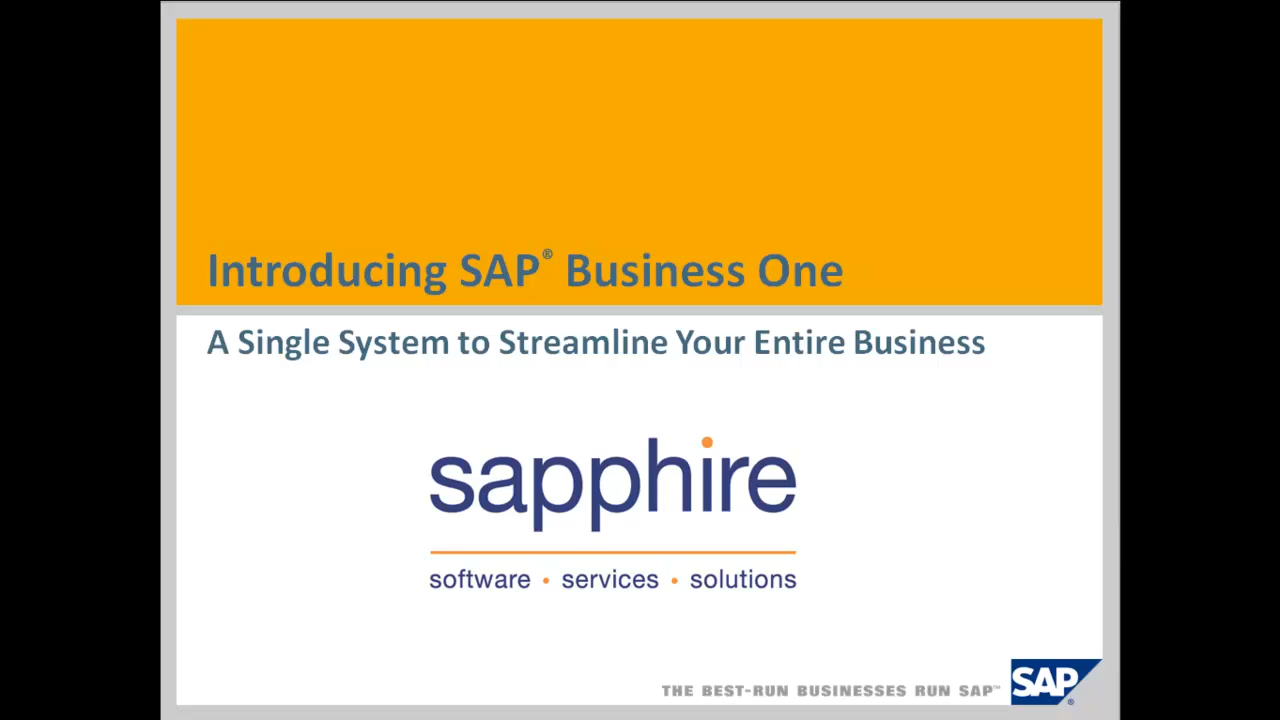 Introducing SAP® Business One
A Single System to Streamline Your Entire Business
sapphire
software • services • solutions
THE BEST-RUN BUSINESSES RUN SAP™
SAP®